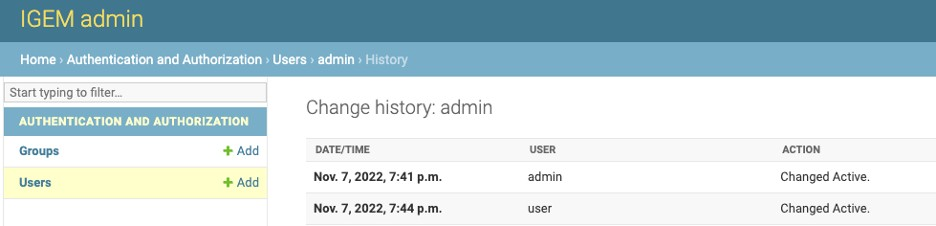 IGEM admin
Home › Authentication and Authorization › Users › admin › History
Start typing to filter…
AUTHENTICATION AND AUTHORIZATION
Groups + Add
Users + Add
Change history: admin
DATE/TIME USER ACTION
Nov. 7, 2022, 7:41 p.m. admin Changed Active.
Nov. 7, 2022, 7:44 p.m. user Changed Active.